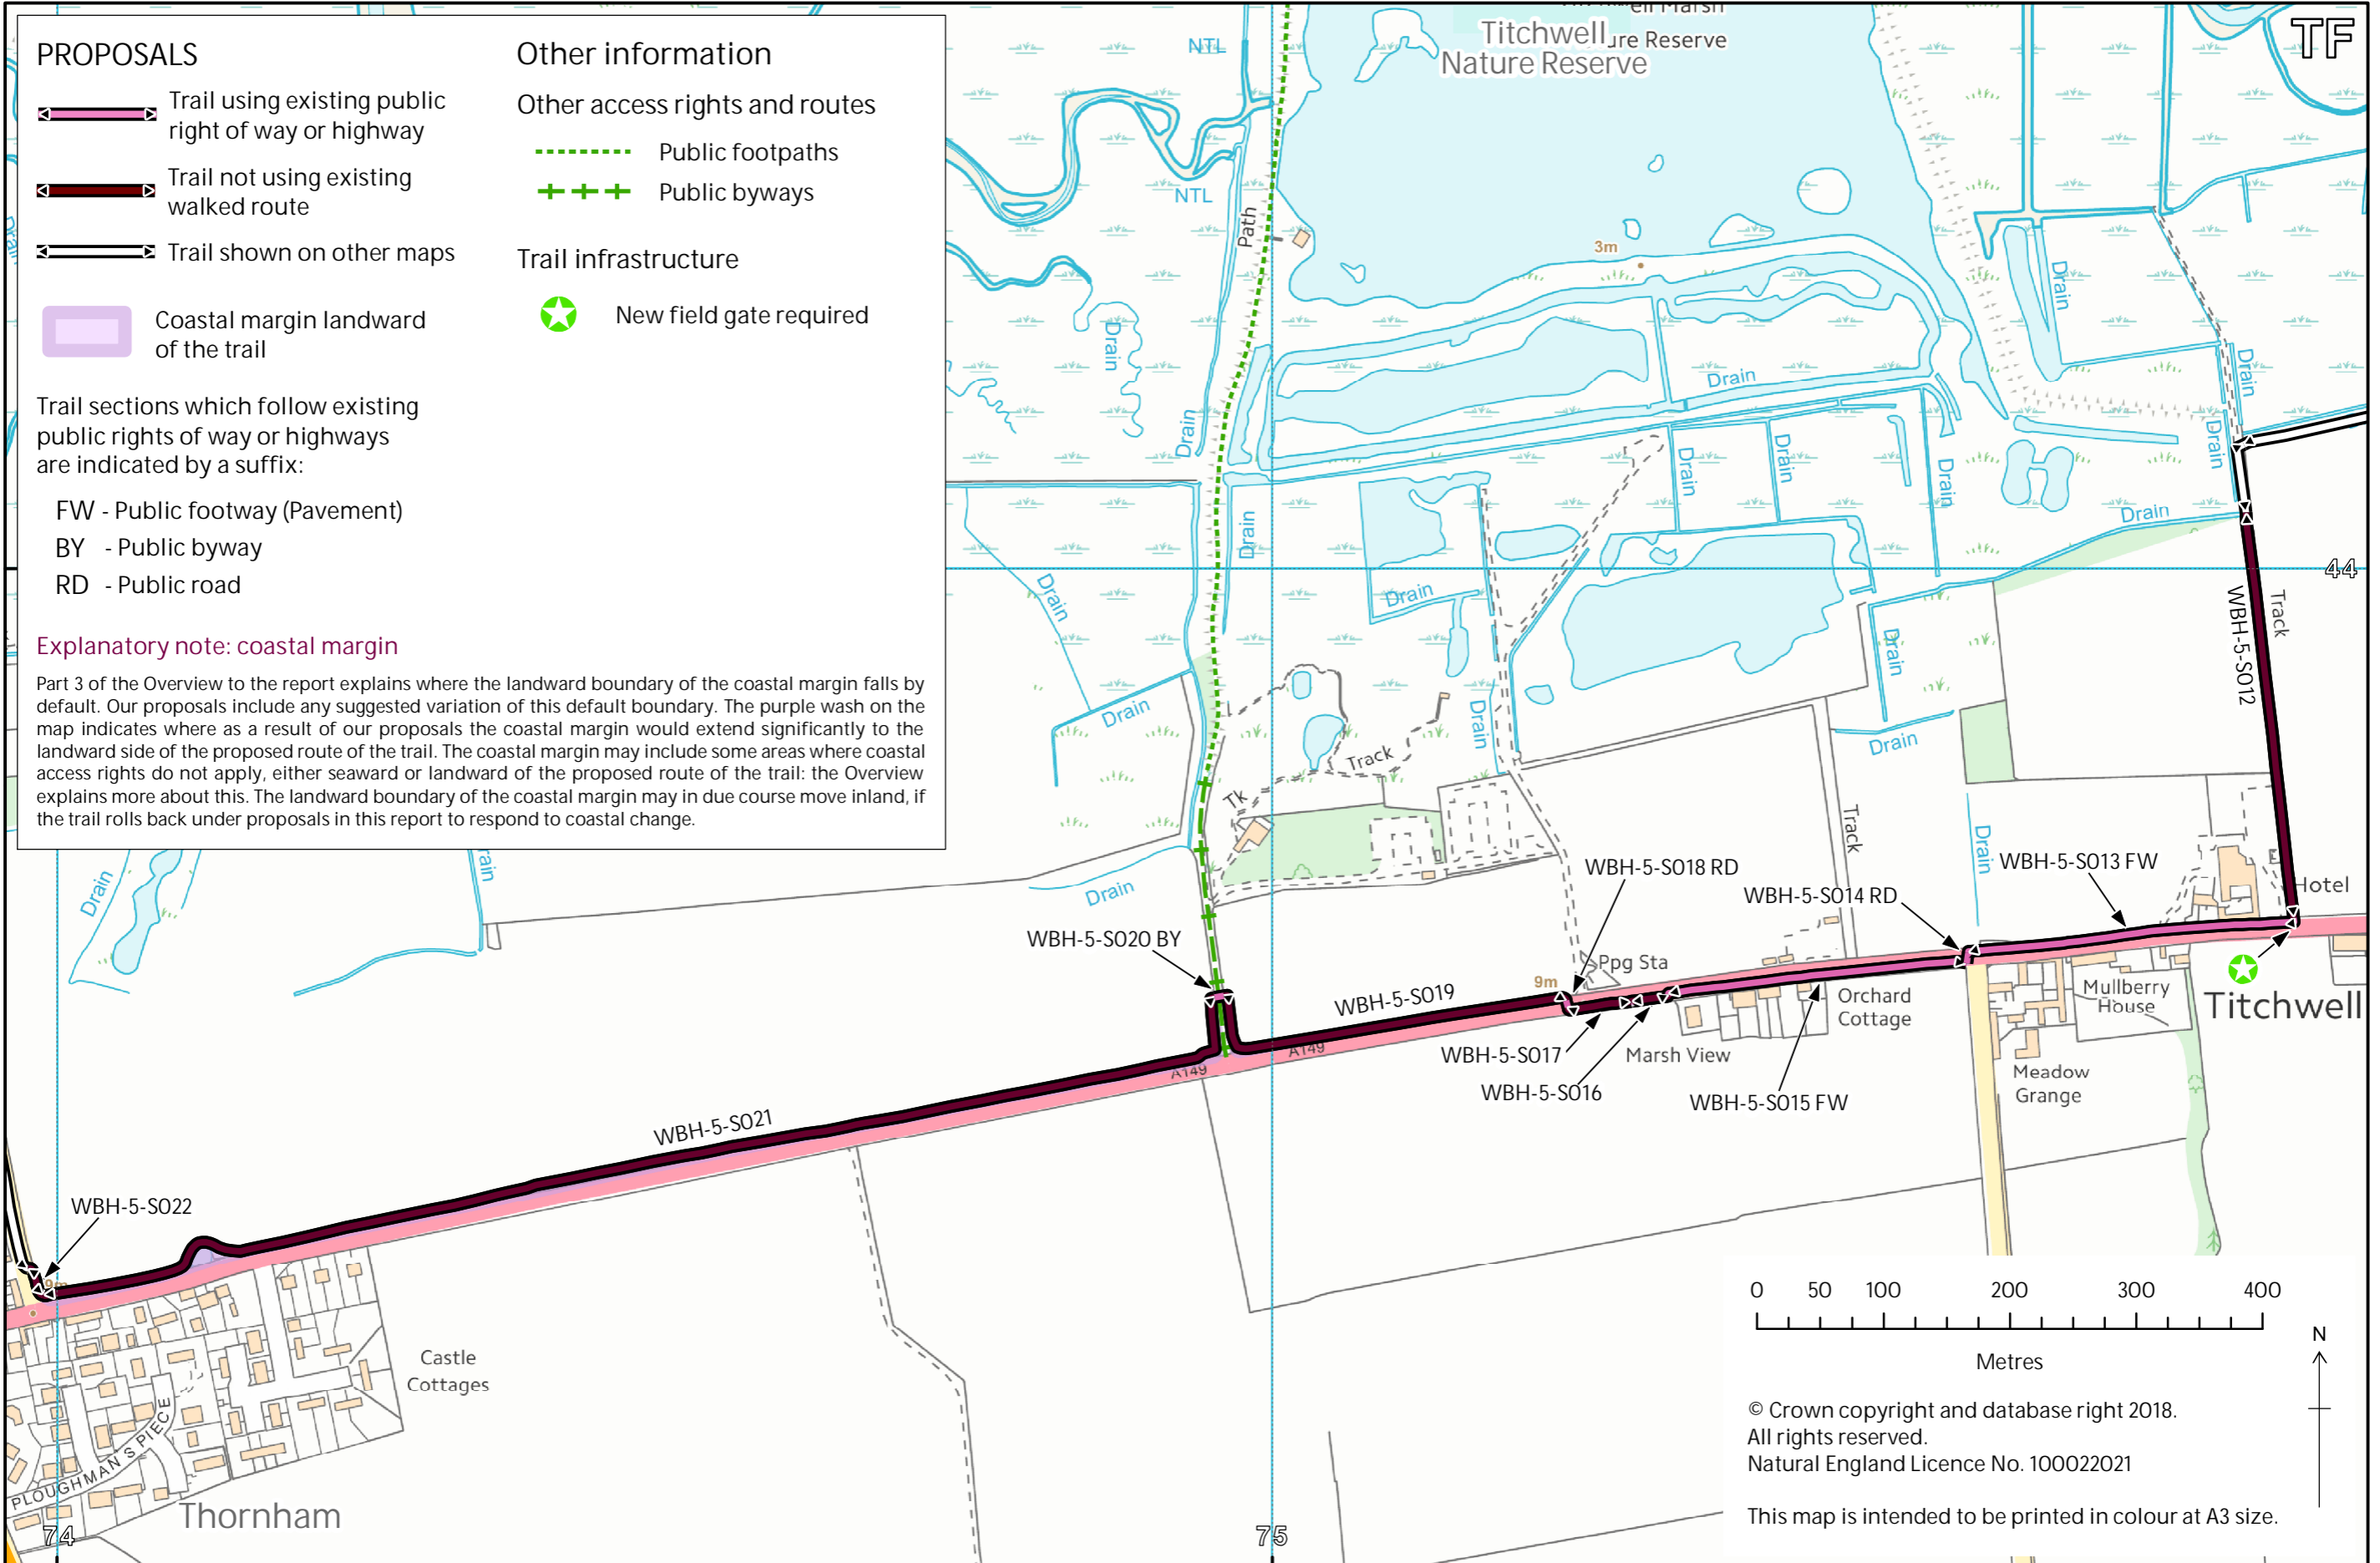 PROPOSALS
Trail using existing public
right of way or highway
Trail not using existing
walked route
Trail shown on other maps
Coastal margin landward
of the trail
Trail sections which follow existing
public rights of way or highways
are indicated by a suffix:
FW - Public footway (Pavement)
BY - Public byway
RD - Public road
Other information
Other access rights and routes
Public footpaths
Public byways
Trail infrastructure
New field gate required
Explanatory note: coastal margin
Part 3 of the Overview to the report explains where the landward boundary of the coastal margin falls by
default. Our proposals include any suggested variation of this default boundary. The purple wash on the
map indicates where as a result of our proposals the coastal margin would extend significantly to the
landward side of the proposed route of the trail. The coastal margin may include some areas where coastal
access rights do not apply, either seaward or landward of the proposed route of the trail: the Overview
explains more about this. The landward boundary of the coastal margin may in due course move inland, if
the trail rolls back under proposals in this report to respond to coastal change.
Marsh
Titchwell
Reserve
Nature Reserve
TF
NTL
NTL
Path
3m
Drain
Drain
Drain
Drain
Drain
Drain
Drain
Drain
Drain
Drain
Drain
Drain
44
Drain
Drain
Drain
WBH-5-S012
Track
Drain
Drain
Drain
Track
Tk
Track
Drain
WBH-5-S018 RD
WBH-5-S014 RD
WBH-5-S013 FW
Hotel
Drain
Drain
WBH-5-S020 BY
Ppg Sta
9m
WBH-5-S019
Orchard
Cottage
Mullberry
House
Titchwell
A149
A149
WBH-5-S017
Marsh View
WBH-5-S016
WBH-5-S015 FW
Meadow
Grange
WBH-5-S021
WBH-5-S022
9m
Castle
Cottages
PLOUGHMAN'S PIECE
Thornham
74
75
0 50 100 200 300 400
Metres
N
© Crown copyright and database right 2018.
All rights reserved.
Natural England Licence No. 100022021
This map is intended to be printed in colour at A3 size.